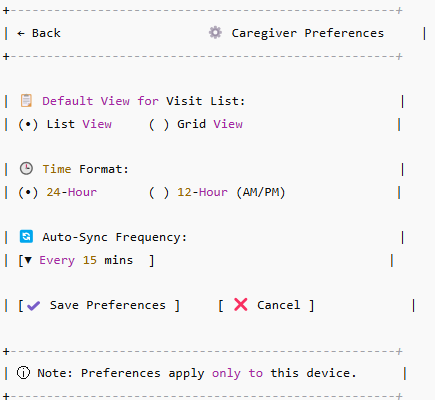 +-----------------------------------------------------+
| ← Back ⚙️ Caregiver Preferences |
+-----------------------------------------------------+
| 📋 Default View for Visit List: |
| (•) List View ( ) Grid View |
| 🕒 Time Format: |
| (•) 24-Hour ( ) 12-Hour (AM/PM) |
| 🔄 Auto-Sync Frequency: |
| [▼ Every 15 mins ] |
| [✔️ Save Preferences ] [ ❌ Cancel ] |
+-----------------------------------------------------+
| ⓘ Note: Preferences apply only to this device. |
+-----------------------------------------------------+